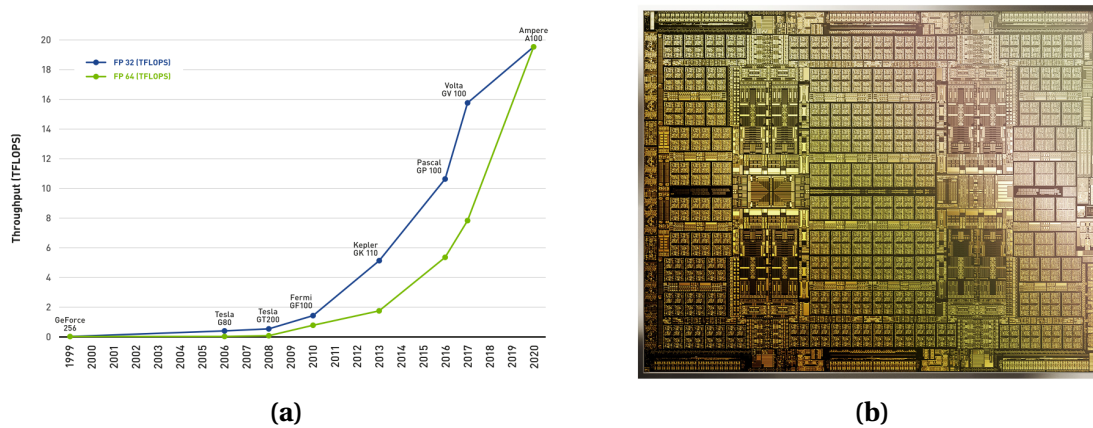 Throughput (TFLOPS)
20
18
16
14
12
10
8
6
4
2
0
FP 32 (TFLOPS)
FP 64 (TFLOPS)
GeForce
256
Tesla
G80
Tesla
GT200
Fermi
GF100
Kepler
GK 110
Pascal
GP 100
Volta
GV 100
Ampere
A100
1999
2000
2001
2002
2003
2004
2005
2006
2007
2008
2009
2010
2011
2012
2013
2014
2015
2016
2017
2018
2019
20020
(a)
(b)